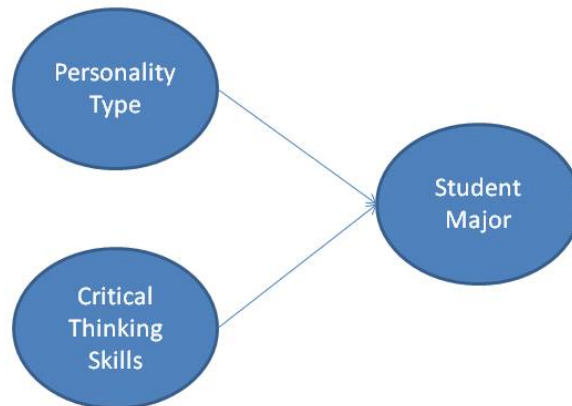 Personality
Type
Student
Major
Critical
Thinking
Skills